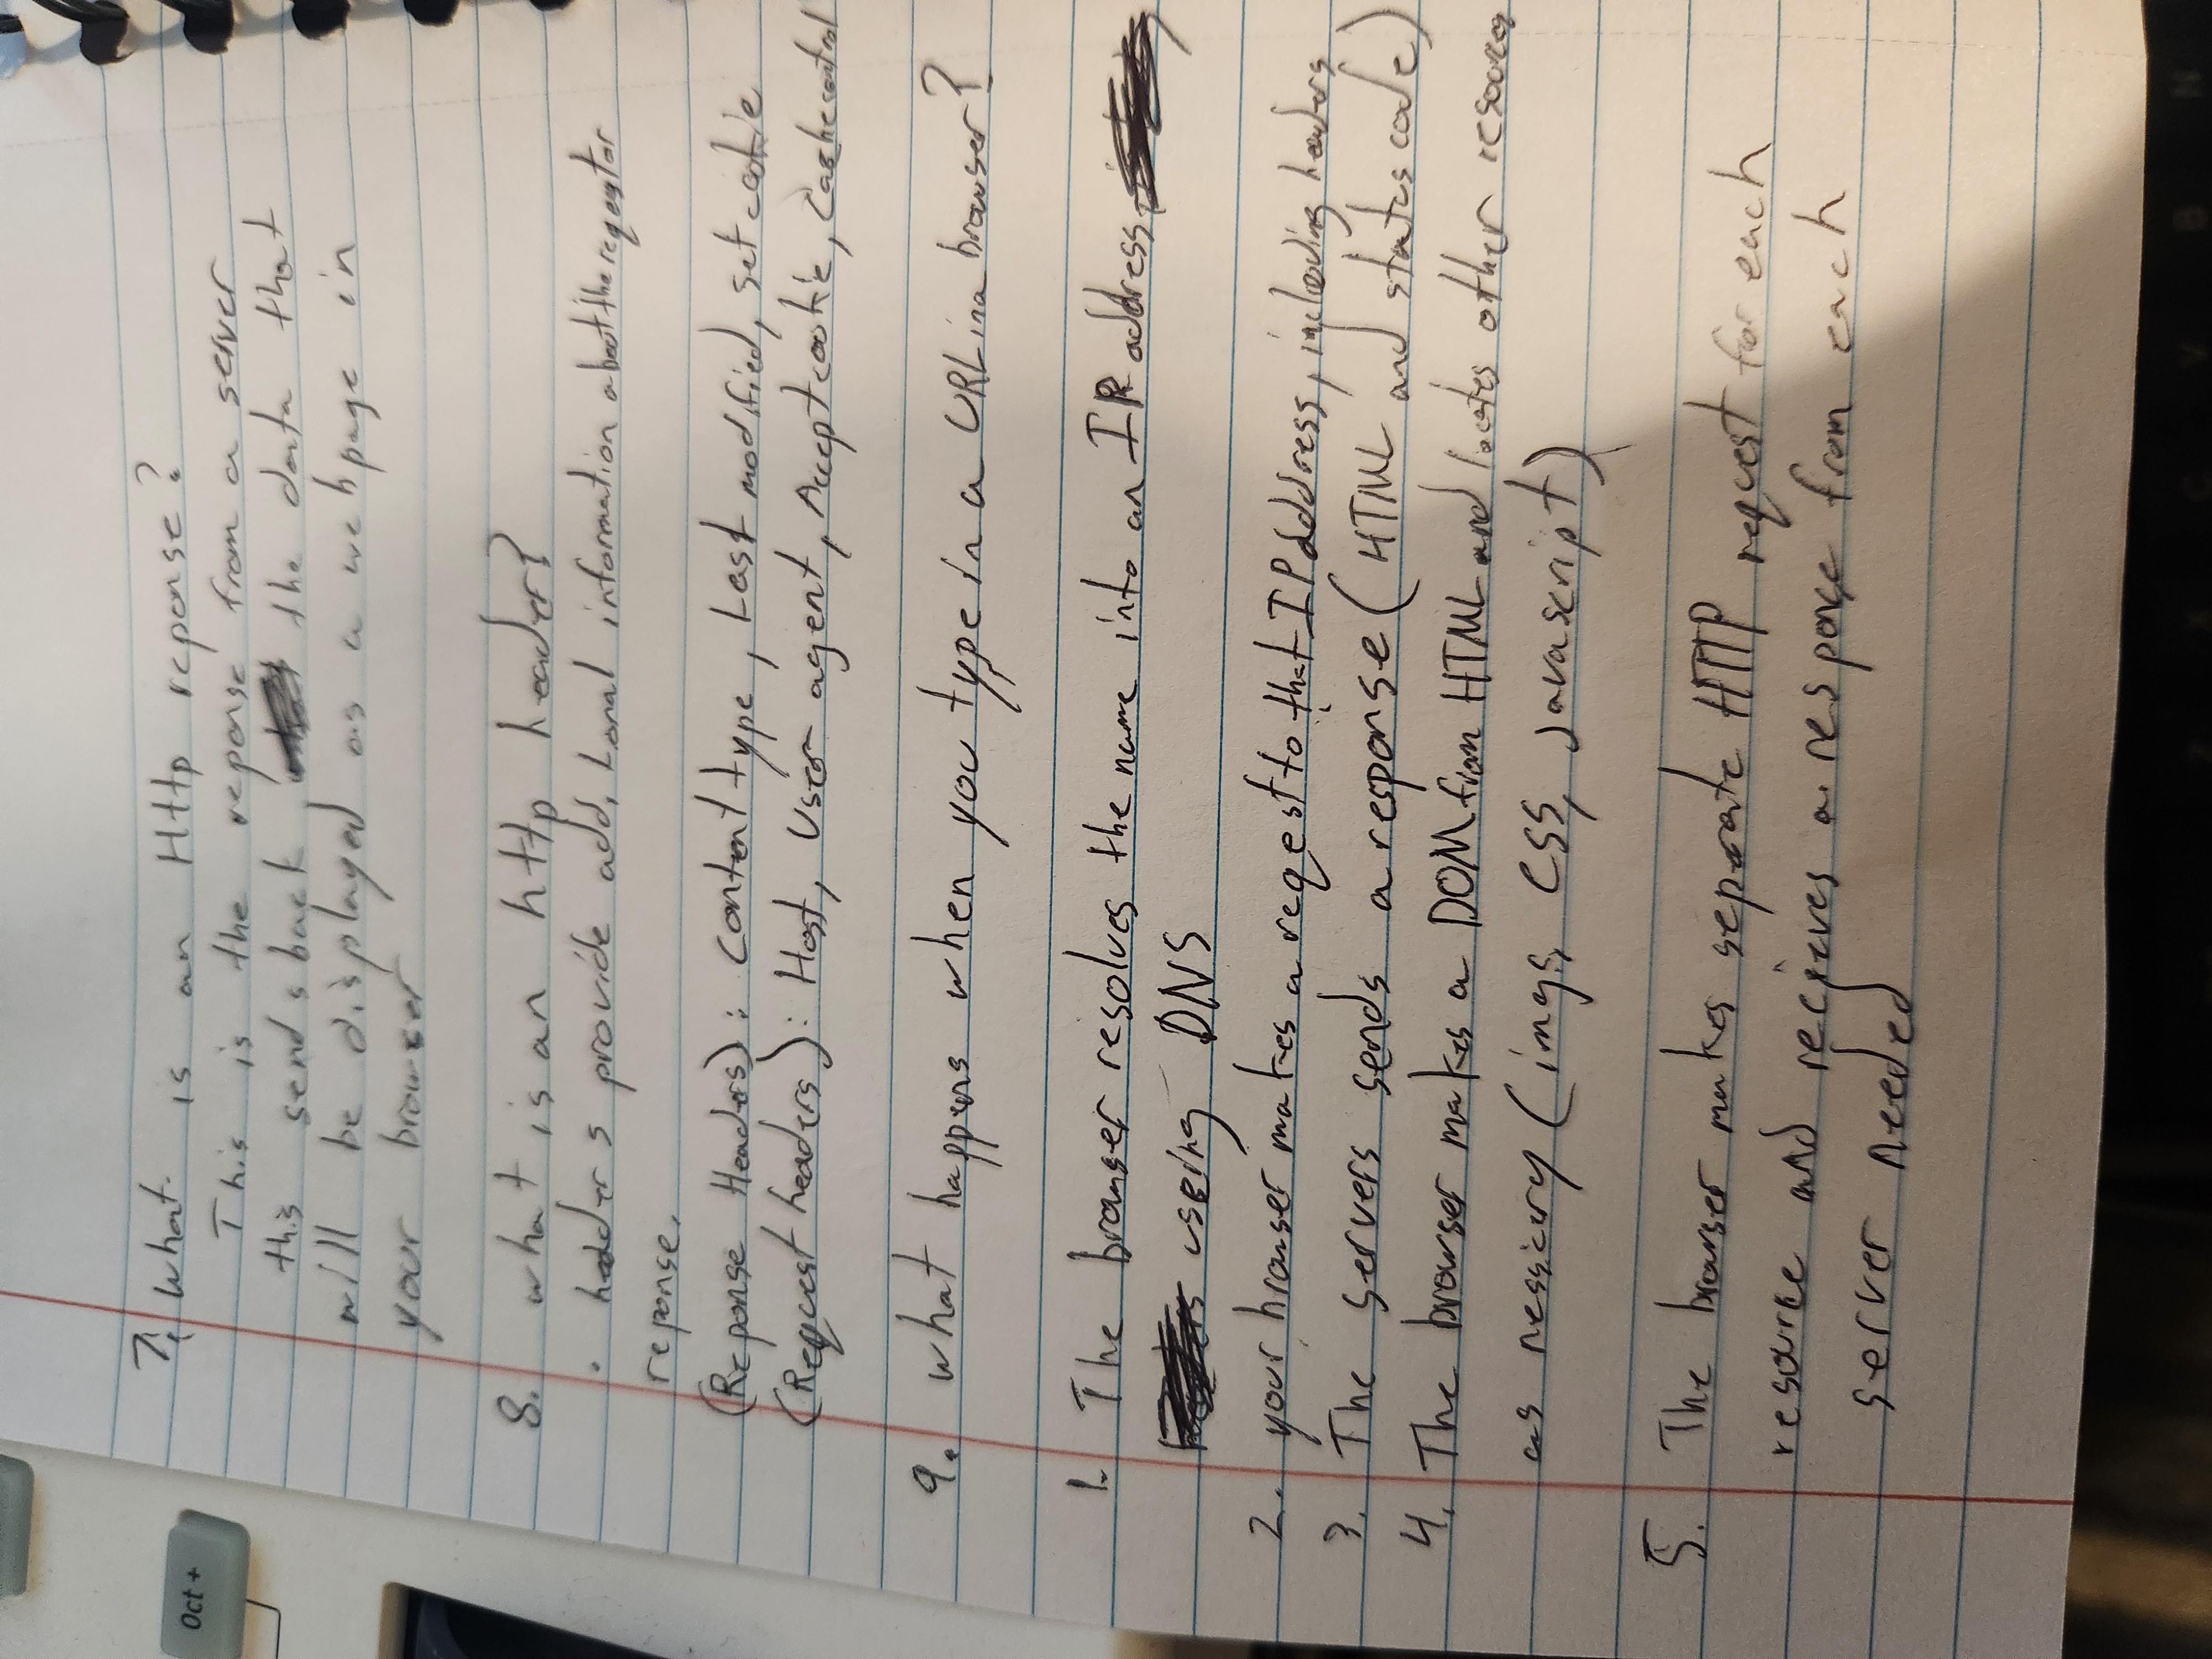 Oct +
7. What is an Http reponse?
This is the reponse from a server
this sends back the data that
will be displayed as a webpage in
your browser
8. what is an http header?
· headers provide additional information about the request or
reponse.
(Reponse Headers): Content type, Last modified, set cookie
(Request headers): Host, User agent, Accept cookie, Cache control
9. what happens when you type in a URL in a browser?
1. The browser resolves the name into an IP address
useing DNS
2. your browser makes a reqest to that IP address, including headers
3. The servers sends a response (HTML and status code)
4. The browser makes a DOM from HTML and locates other resources
as nessicary (imgs, CSS, Javascript)
5. The browser makes seperate HTTP request for each
resource and recieves a response from each
server needed
X C V B N